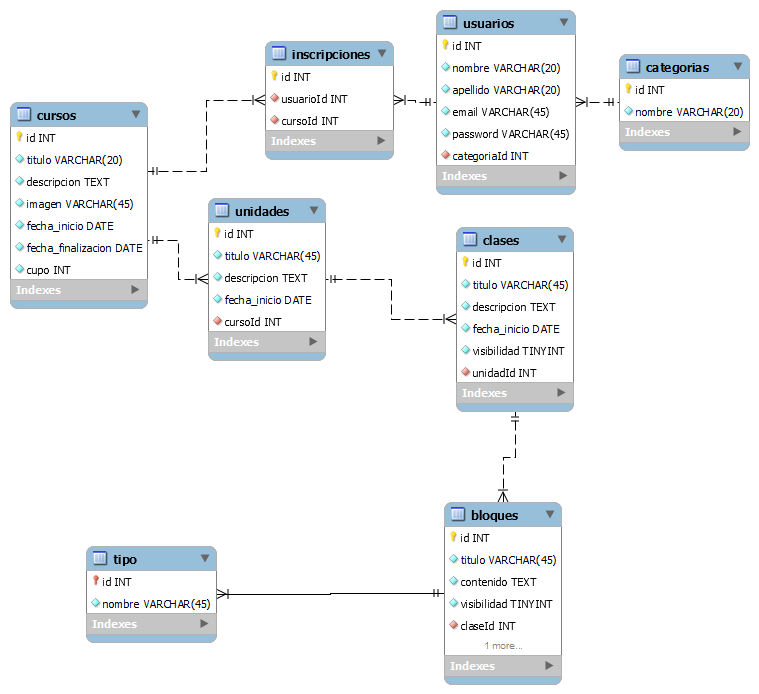 usuarios
id INT
nombre VARCHAR(20)
apellido VARCHAR(20)
email VARCHAR(45)
password VARCHAR(45)
categoriaId INT
Indexes
inscripciones
id INT
usuarioId INT
cursoId INT
Indexes
categorias
id INT
nombre VARCHAR(20)
Indexes
cursos
id INT
titulo VARCHAR(20)
descripcion TEXT
imagen VARCHAR(45)
fecha_inicio DATE
fecha_finalizacion DATE
cupo INT
Indexes
unidades
id INT
titulo VARCHAR(45)
descripcion TEXT
fecha_inicio DATE
cursoId INT
Indexes
clases
id INT
titulo VARCHAR(45)
descripcion TEXT
fecha_inicio DATE
visibilidad TINYINT
unidadId INT
Indexes
bloques
id INT
titulo VARCHAR(45)
contenido TEXT
visibilidad TINYINT
claseId INT
1 more...
Indexes
tipo
id INT
nombre VARCHAR(45)
Indexes